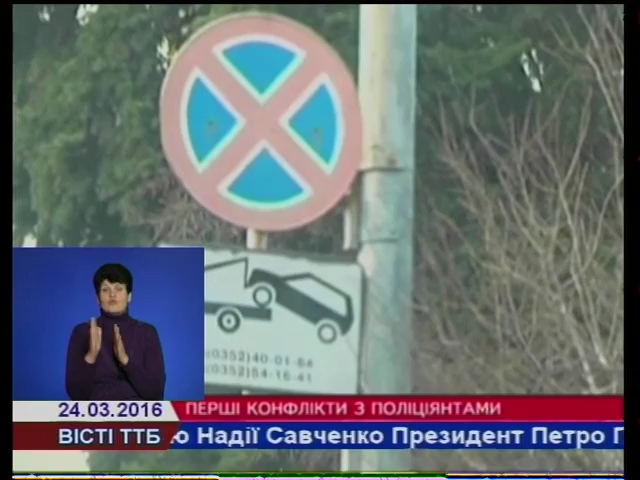 (0352)40-01-64
(0352)54-16-41
24.03.2016
ПЕРШІ КОНФЛІКТИ З ПОЛІЦІЯНТАМИ
ВІСТІ ТТБ
ю Надії Савченко Президент Петро